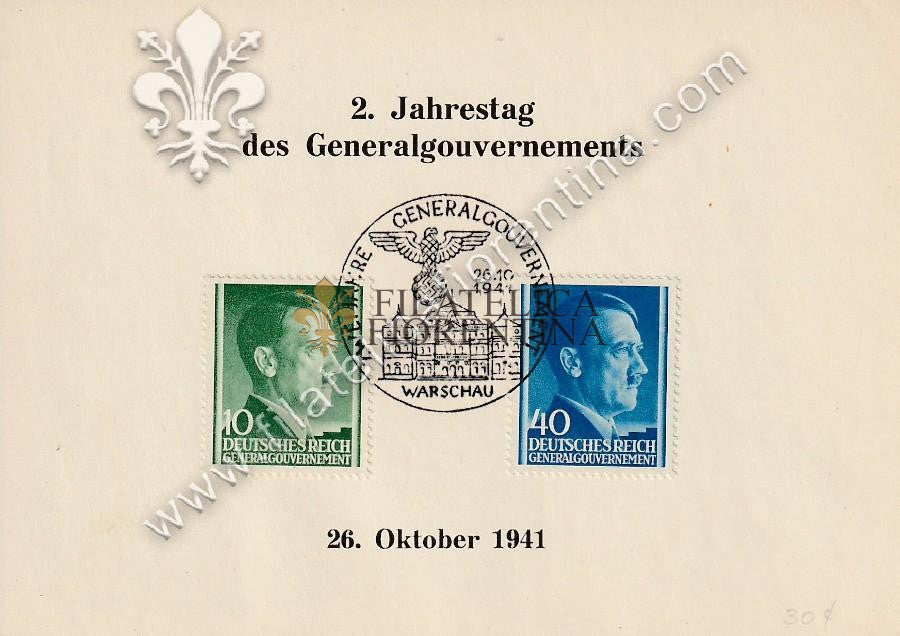 2. Jahrestag
des Generalgouvernements
GENERALGOUVERNEMENT
26.10
1941
WARSCHAU
FILATELICA
FIORENTINA
10
DEUTSCHES REICH
GENERALGOUVERNEMENT
40
DEUTSCHES REICH
GENERALGOUVERNEMENT
26. Oktober 1941
www.filatelicafiorentina.com